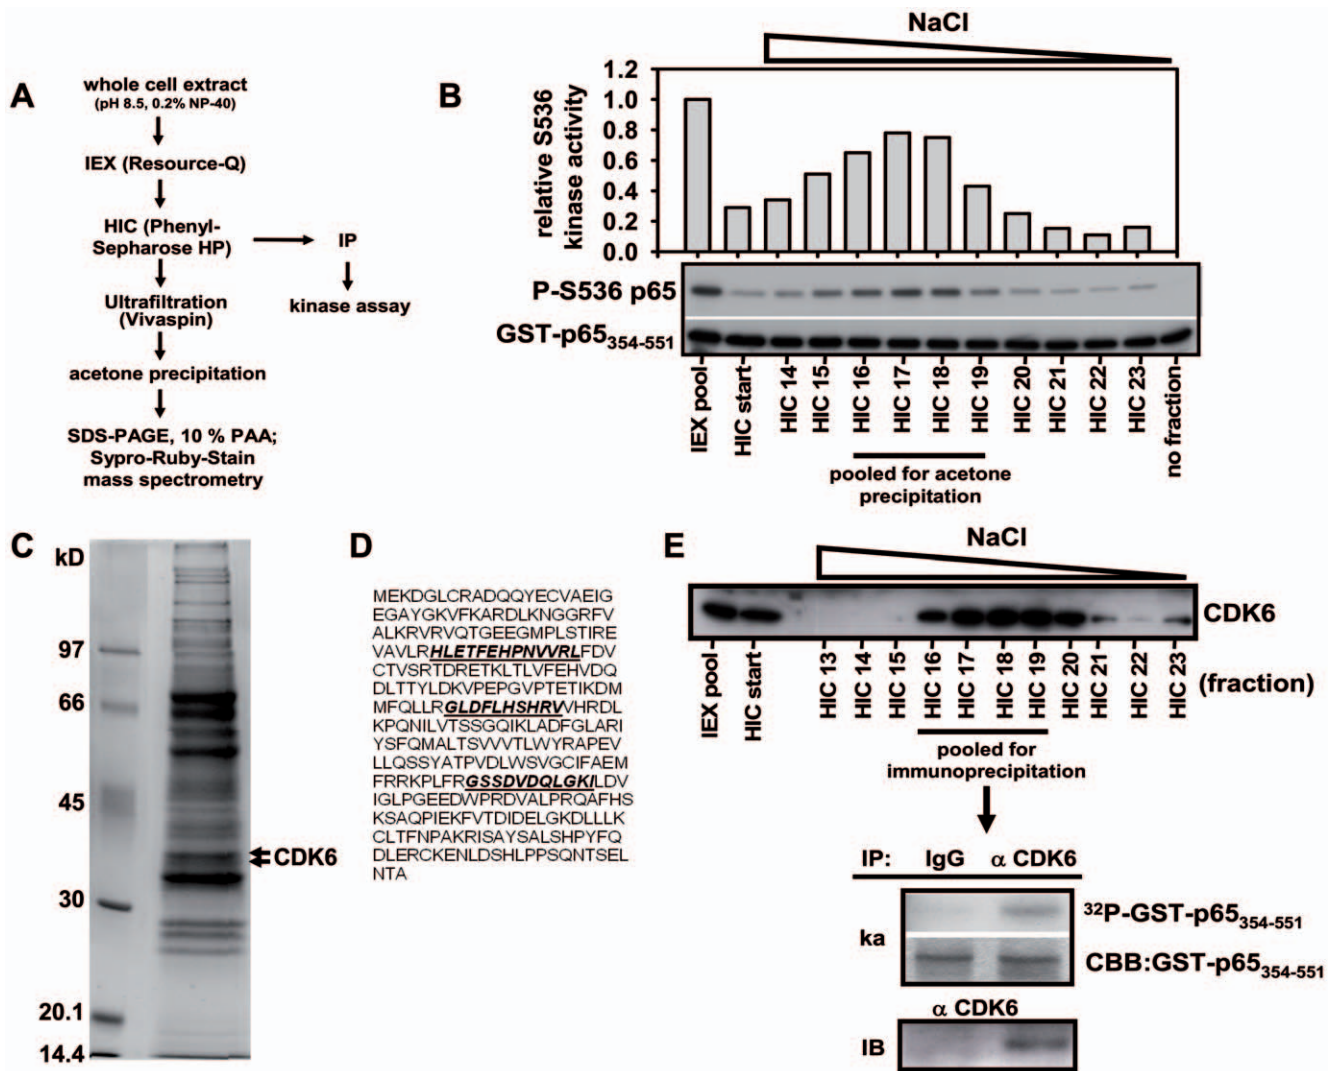 A
whole cell extract
(pH 8.5, 0.2% NP-40)
IEX (Resource-Q)
HIC (Phenyl-
Sepharose HP)
IP
kinase assay
Ultrafiltration
(Vivaspin)
acetone precipitation
SDS-PAGE, 10 % PAA;
Sypro-Ruby-Stain
mass spectrometry
B
NaCl
relative S536
kinase activity
1.2
1.0
0.8
0.6
0.4
0.2
0.0
P-S536 p65
GST-p65354-551
IEX pool
HIC start
HIC 14
HIC 15
HIC 16
HIC 17
HIC 18
HIC 19
HIC 20
HIC 21
HIC 22
HIC 23
no fraction
pooled for acetone
precipitation
C
kD
97
66
45
30
20.1
14.4
CDK6
D
MEKDGLCRADQQYECVAEIG
EGAYGKVFKARDLKNGGRFV
ALKRVRVQTGEEGMPLSTIRE
VAVLRHLETFEHPNVVRLFDV
CTVSRTDRETKLTLVFEHVDQ
DLTTYLDKVPEPGVPTETIKDM
MFQLLRGLDFLHSHRVVHRDL
KPQNILVTSSGQIKLADFGLARI
YSFQMALTSVVVTLWYRAPEV
LLQSSYATPVDLWSVGCIFAEM
FRRKPLFRGSSDVDQLGKILDV
IGLPGEEDWPRDVALPRQAFHS
KSAQPIEKFVTDIDELGKDLLLK
CLTFNPAKRISAYSALSHPYFQ
DLERCKENLDSHLPPSQNTSEL
NTA
E
NaCl
CDK6
IEX pool
HIC start
HIC 13
HIC 14
HIC 15
HIC 16
HIC 17
HIC 18
HIC 19
HIC 20
HIC 21
HIC 22
HIC 23
(fraction)
pooled for
immunoprecipitation
IP: IgG α CDK6
ka
32P-GST-p65354-551
CBB:GST-p65354-551
α CDK6
IB